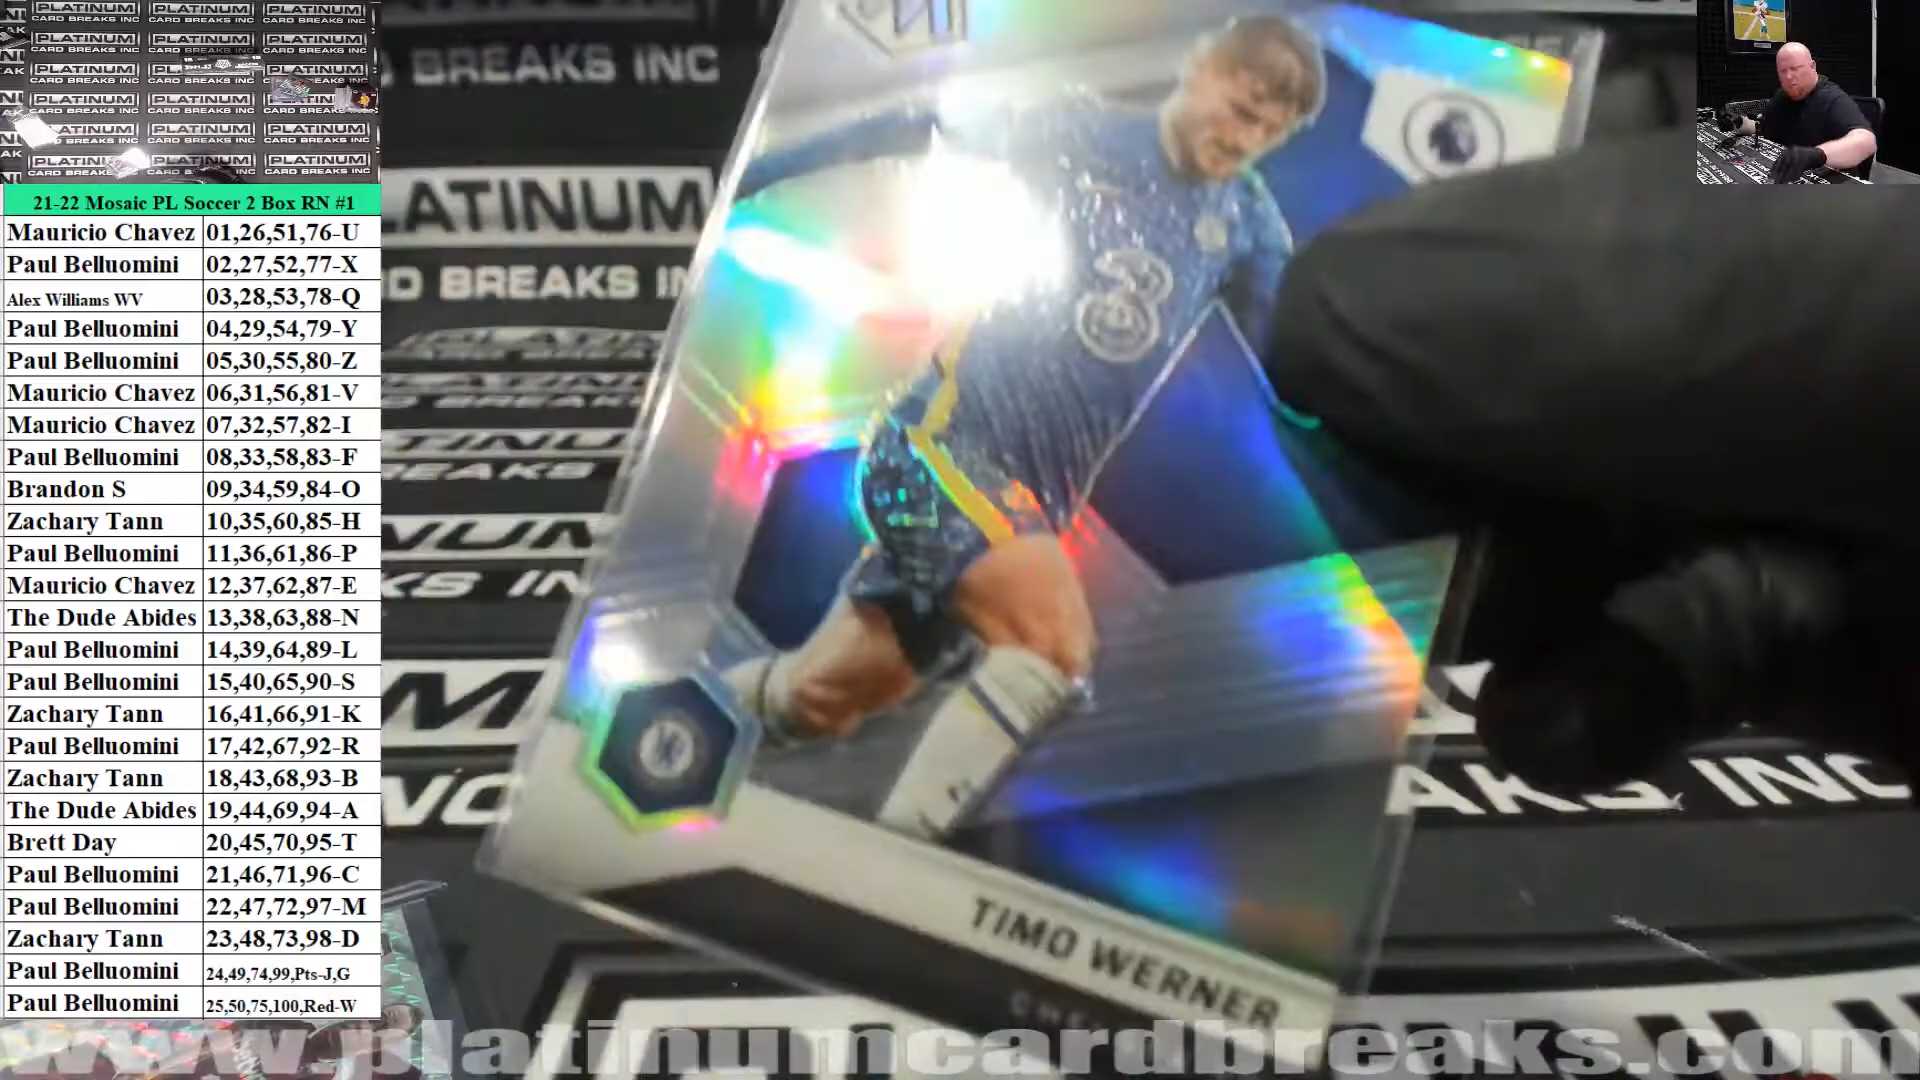 21-22 Mosaic PL Soccer 2 Box RN #1
Mauricio Chavez 01,26,51,76-U
Paul Belluomini 02,27,52,77-X
Alex Williams WV 03,28,53,78-Q
Paul Belluomini 04,29,54,79-Y
Paul Belluomini 05,30,55,80-Z
Mauricio Chavez 06,31,56,81-V
Mauricio Chavez 07,32,57,82-I
Paul Belluomini 08,33,58,83-F
Brandon S 09,34,59,84-O
Zachary Tann 10,35,60,85-H
Paul Belluomini 11,36,61,86-P
Mauricio Chavez 12,37,62,87-E
The Dude Abides 13,38,63,88-N
Paul Belluomini 14,39,64,89-L
Paul Belluomini 15,40,65,90-S
Zachary Tann 16,41,66,91-K
Paul Belluomini 17,42,67,92-R
Zachary Tann 18,43,68,93-B
The Dude Abides 19,44,69,94-A
Brett Day 20,45,70,95-T
Paul Belluomini 21,46,71,96-C
Paul Belluomini 22,47,72,97-M
Zachary Tann 23,48,73,98-D
Paul Belluomini 24,49,74,99,Pts-J,G
Paul Belluomini 25,50,75,100,Red-W
PLATINUM PLATINUM PLATINUM
CARD BREAKS INC CARD BREAKS INC CARD BREAKS INC
BREAKS INC
3
TIMO WERNER
www.platinumcardbreaks.com